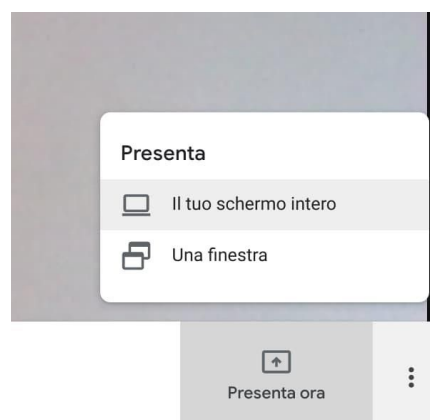 Presenta
Il tuo schermo intero
Una finestra
Presenta ora